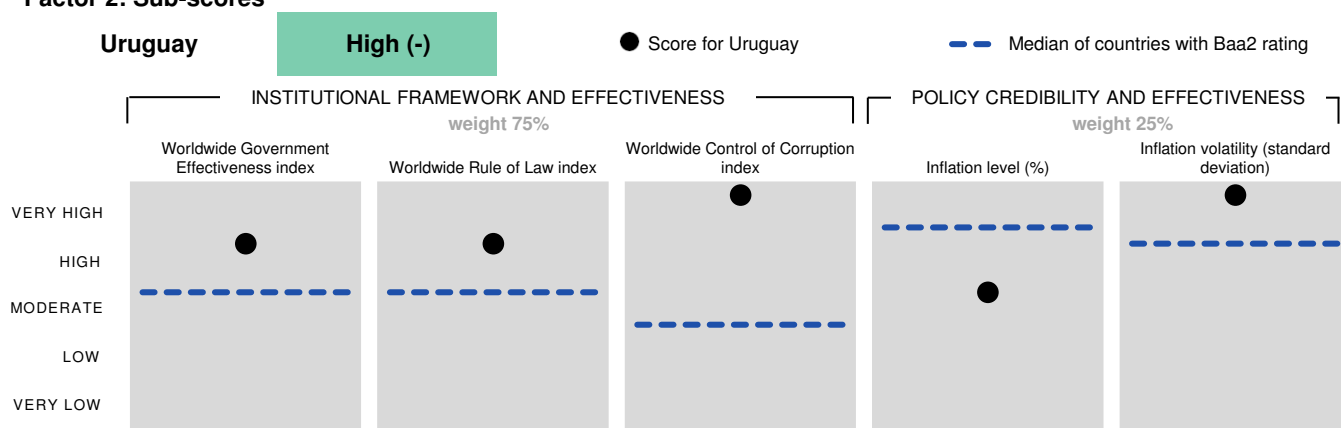 Factor 2: Sub-scores
Uruguay
High (-)
Score for Uruguay
Median of countries with Baa2 rating
INSTITUTIONAL FRAMEWORK AND EFFECTIVENESS
weight 75%
POLICY CREDIBILITY AND EFFECTIVENESS
weight 25%
Worldwide Government
Effectiveness index
Worldwide Rule of Law index
Worldwide Control of Corruption
index
Inflation level (%)
Inflation volatility (standard
deviation)
VERY HIGH
HIGH
MODERATE
LOW
VERY LOW